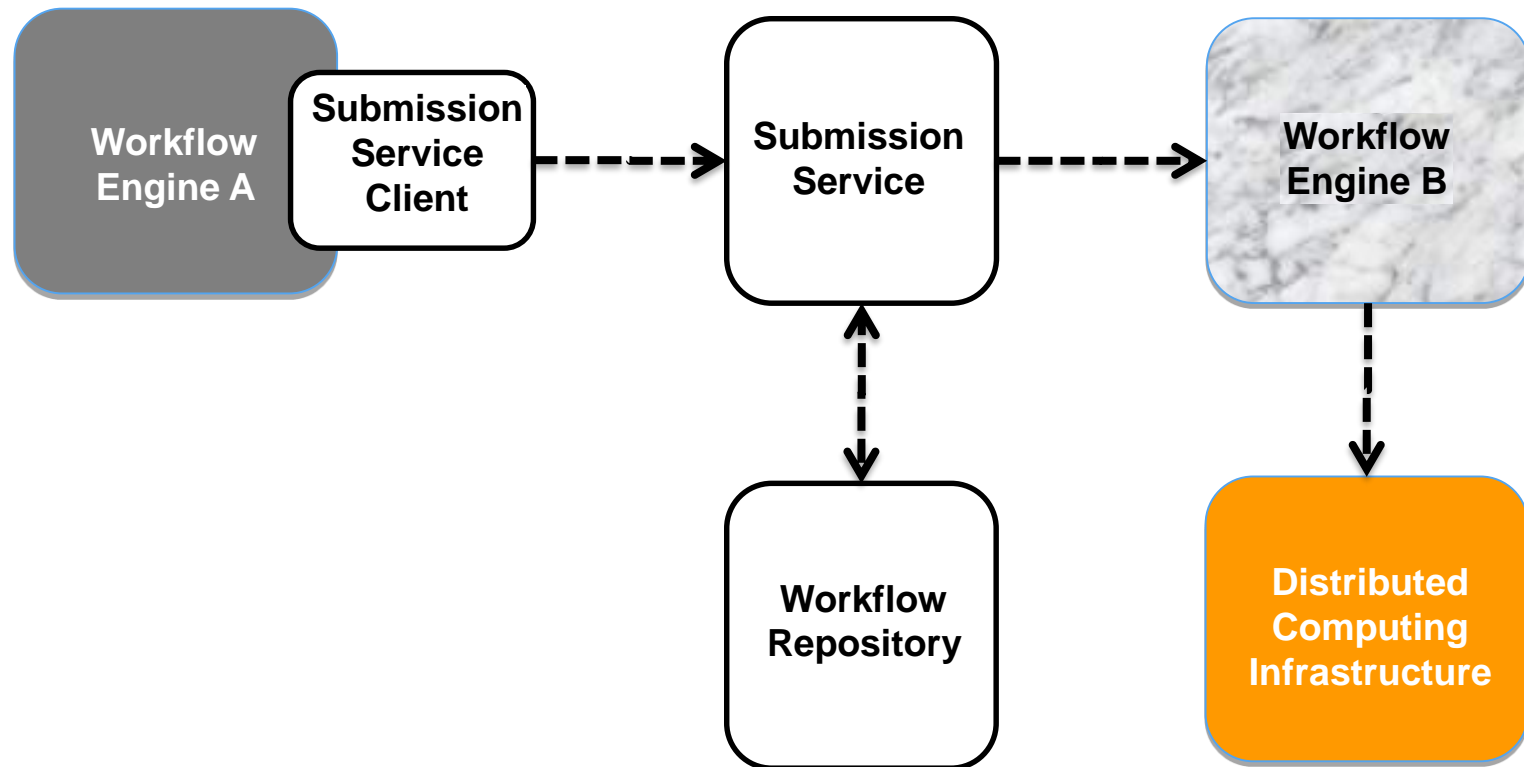 Workflow
Engine A
Submission
Service
Client
Submission
Service
Workflow
Engine B
Workflow
Repository
Distributed
Computing
Infrastructure